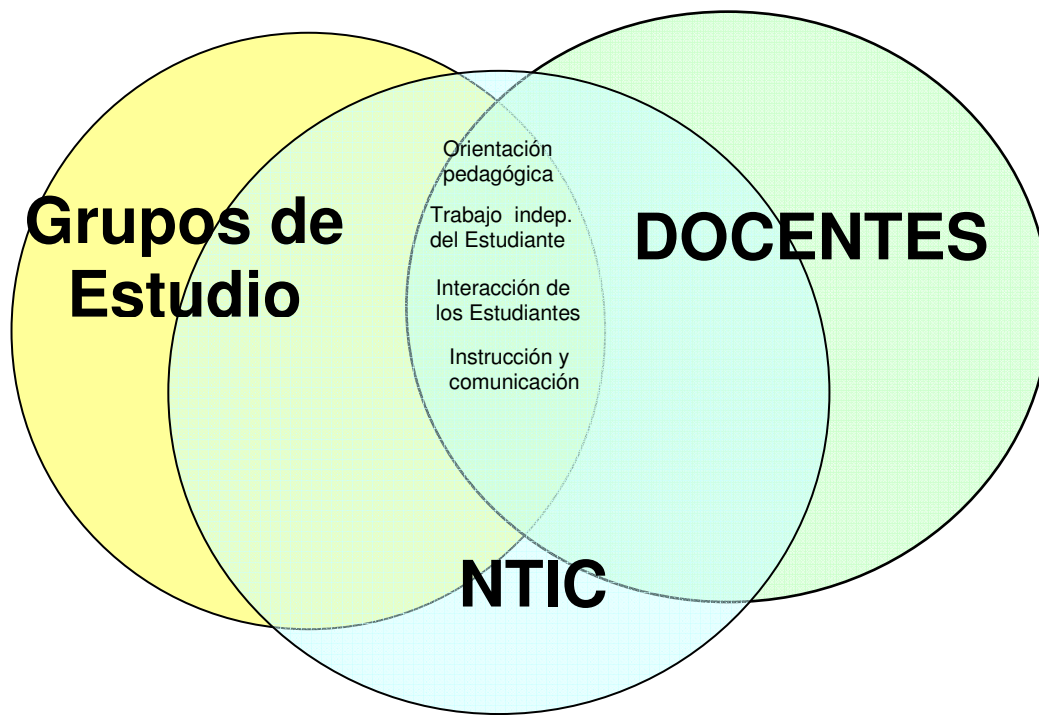 Grupos de
Estudio
Orientación
pedagógica
Trabajo indep.
del Estudiante
Interacción de
los Estudiantes
Instrucción y
comunicación
DOCENTES
NTIC